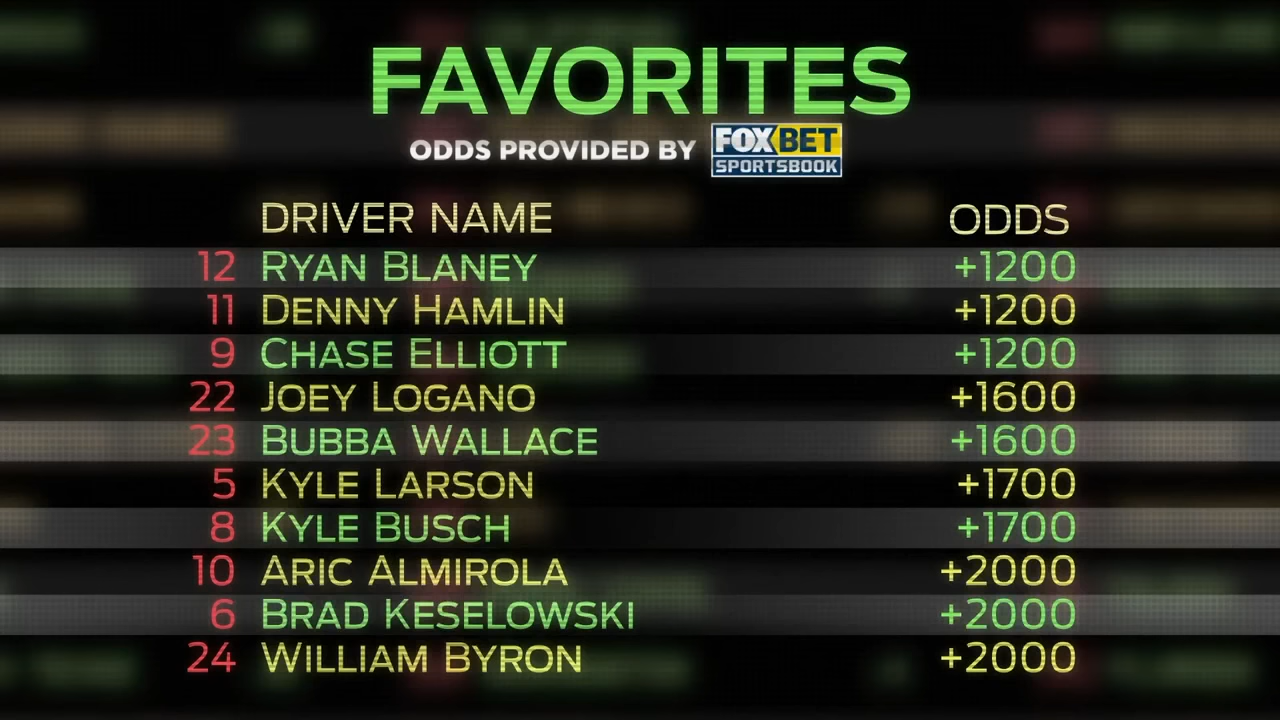 FAVORITES
ODDS PROVIDED BY FOX BET SPORTSBOOK
DRIVER NAME ODDS
12 RYAN BLANEY +1200
11 DENNY HAMLIN +1200
9 CHASE ELLIOTT +1200
22 JOEY LOGANO +1600
23 BUBBA WALLACE +1600
5 KYLE LARSON +1700
8 KYLE BUSCH +1700
10 ARIC ALMIROLA +2000
6 BRAD KESELOWSKI +2000
24 WILLIAM BYRON +2000